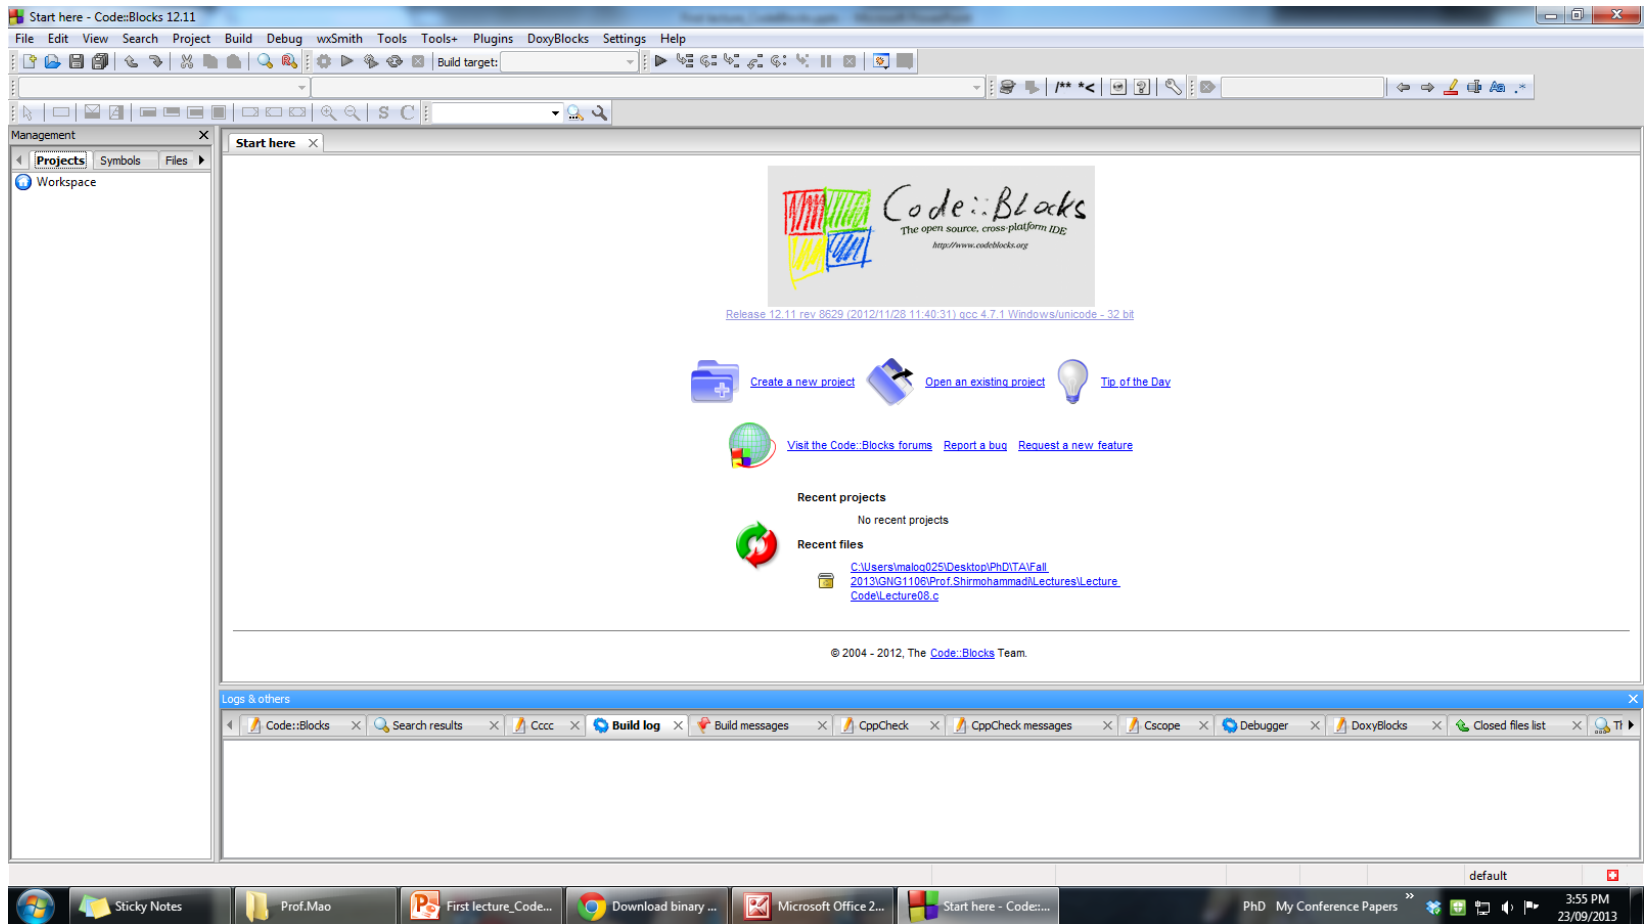 Start here - Code::Blocks 12.11
File Edit View Search Project Build Debug wxSmith Tools Tools+ Plugins DoxyBlocks Settings Help
Build target:
/** *<
S C
Management
Projects Symbols Files
Workspace
Start here
Code::Blocks
The open source, cross-platform IDE
http://www.codeblocks.org
Release 12.11 rev 8629 (2012/11/28 11:40:31) gcc 4.7.1 Windows/unicode - 32 bit
Create a new project Open an existing project Tip of the Day
Visit the Code::Blocks forums Report a bug Request a new feature
Recent projects
No recent projects
Recent files
C:\Users\maloq025\Desktop\PhD\TA\Fall
2013\GNG1106\Prof.Shirmohammadi\Lectures\Lecture
Code\Lecture08.c
© 2004 - 2012, The Code::Blocks Team.
Logs & others
Code::Blocks Search results Cccc Build log Build messages CppCheck CppCheck messages Cscope Debugger DoxyBlocks Closed files list Th
default
Sticky Notes Prof.Mao First lecture_Code... Download binary ... Microsoft Office 2... Start here - Code::...
PhD My Conference Papers
3:55 PM
23/09/2013